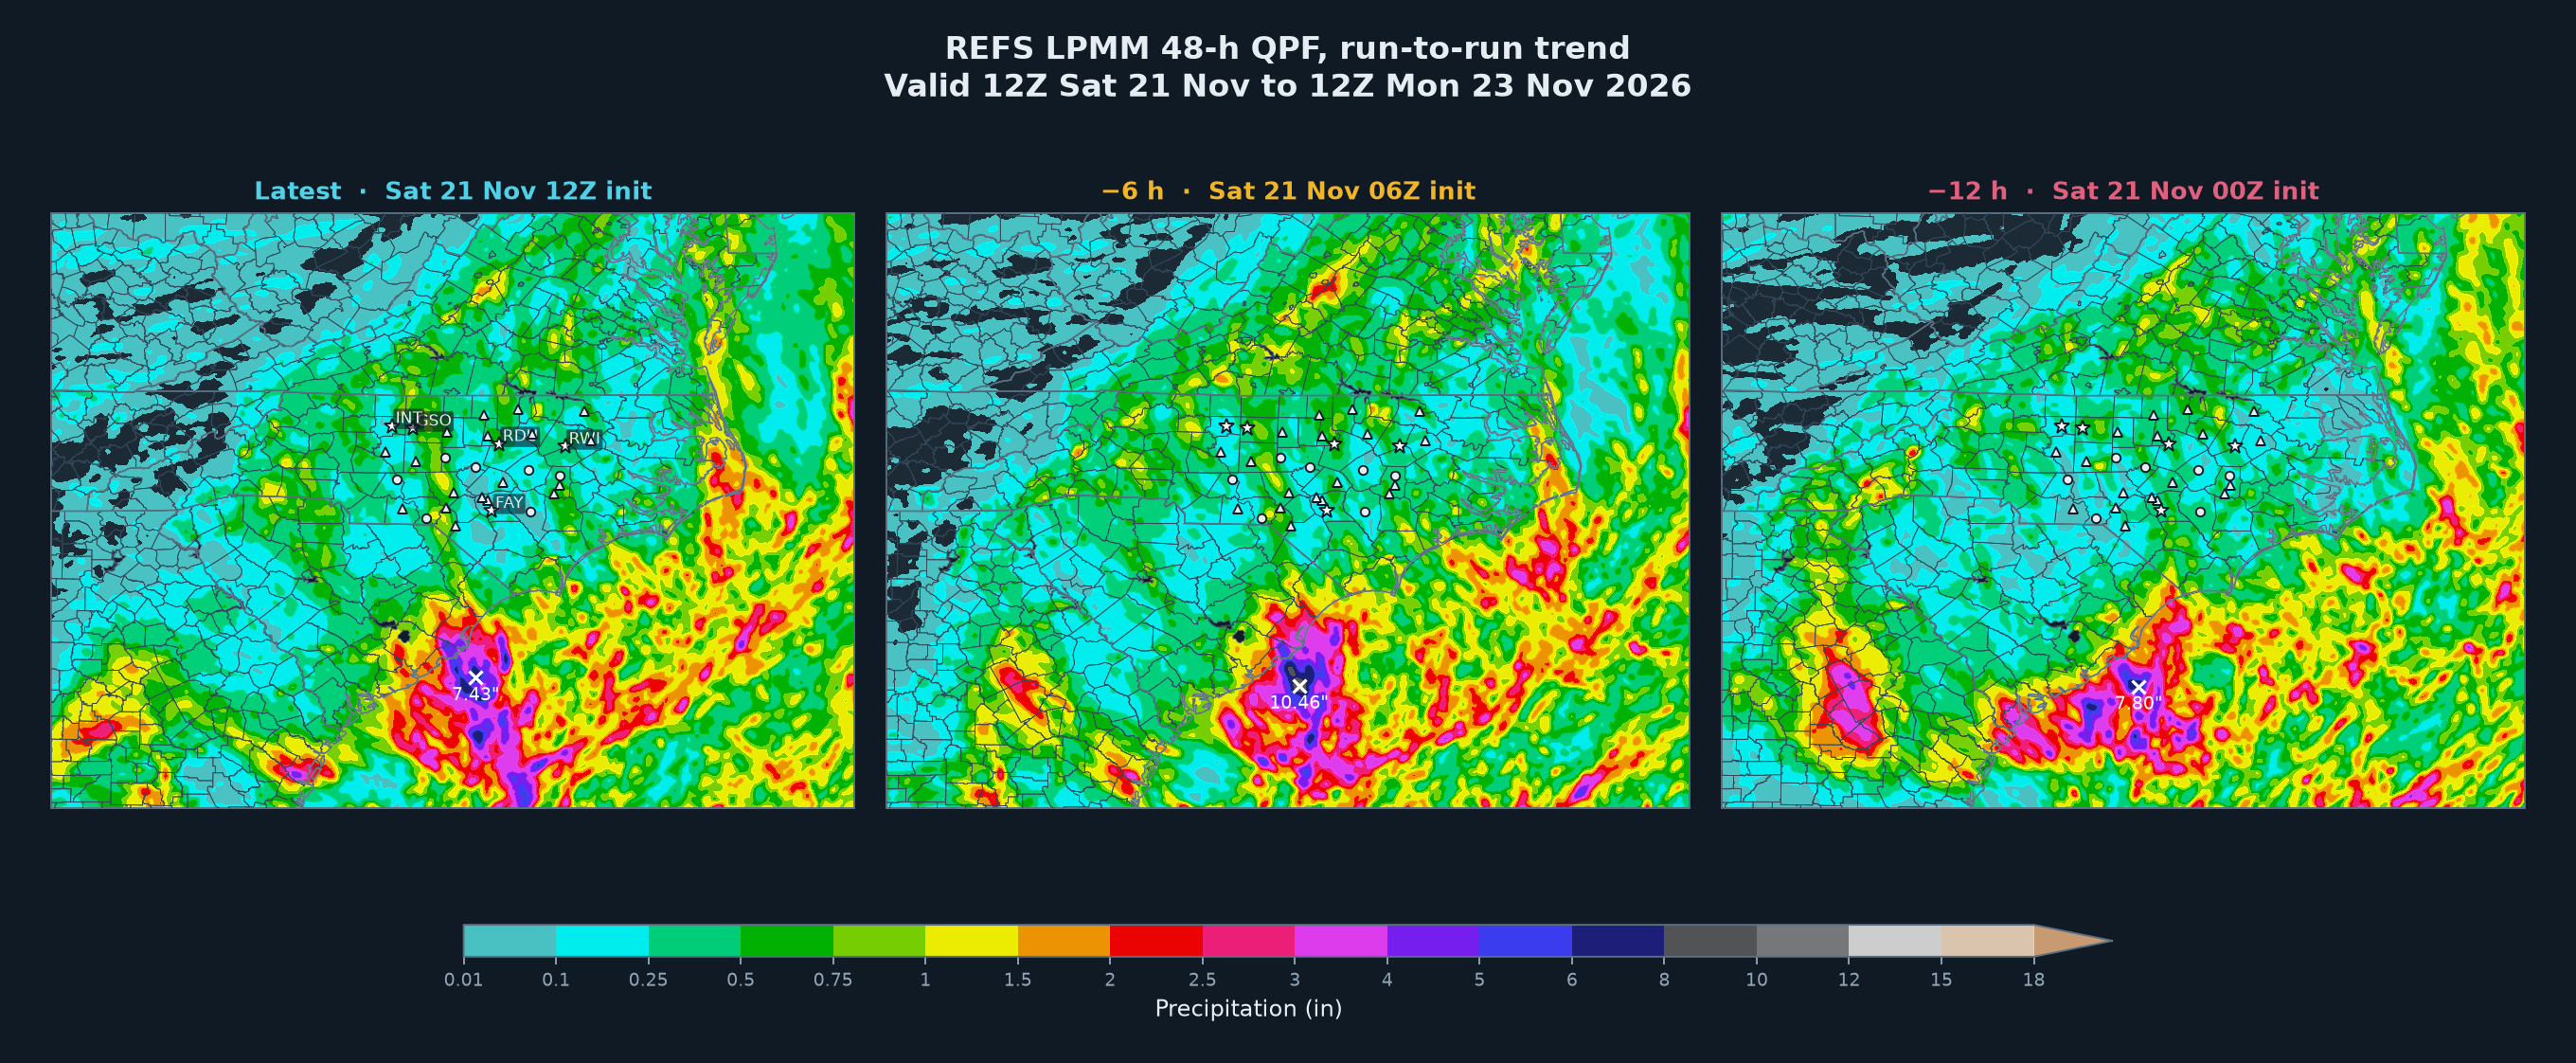 REFS LPMM 48-h QPF, run-to-run trend
Valid 12Z Sat 21 Nov to 12Z Mon 23 Nov 2026
Latest · Sat 21 Nov 12Z init
−6 h · Sat 21 Nov 06Z init
−12 h · Sat 21 Nov 00Z init
INT
GSO
RDU
RWI
FAY
7.43"
10.46"
7.80"
0.01 0.1 0.25 0.5 0.75 1 1.5 2 2.5 3 4 5 6 8 10 12 15 18
Precipitation (in)